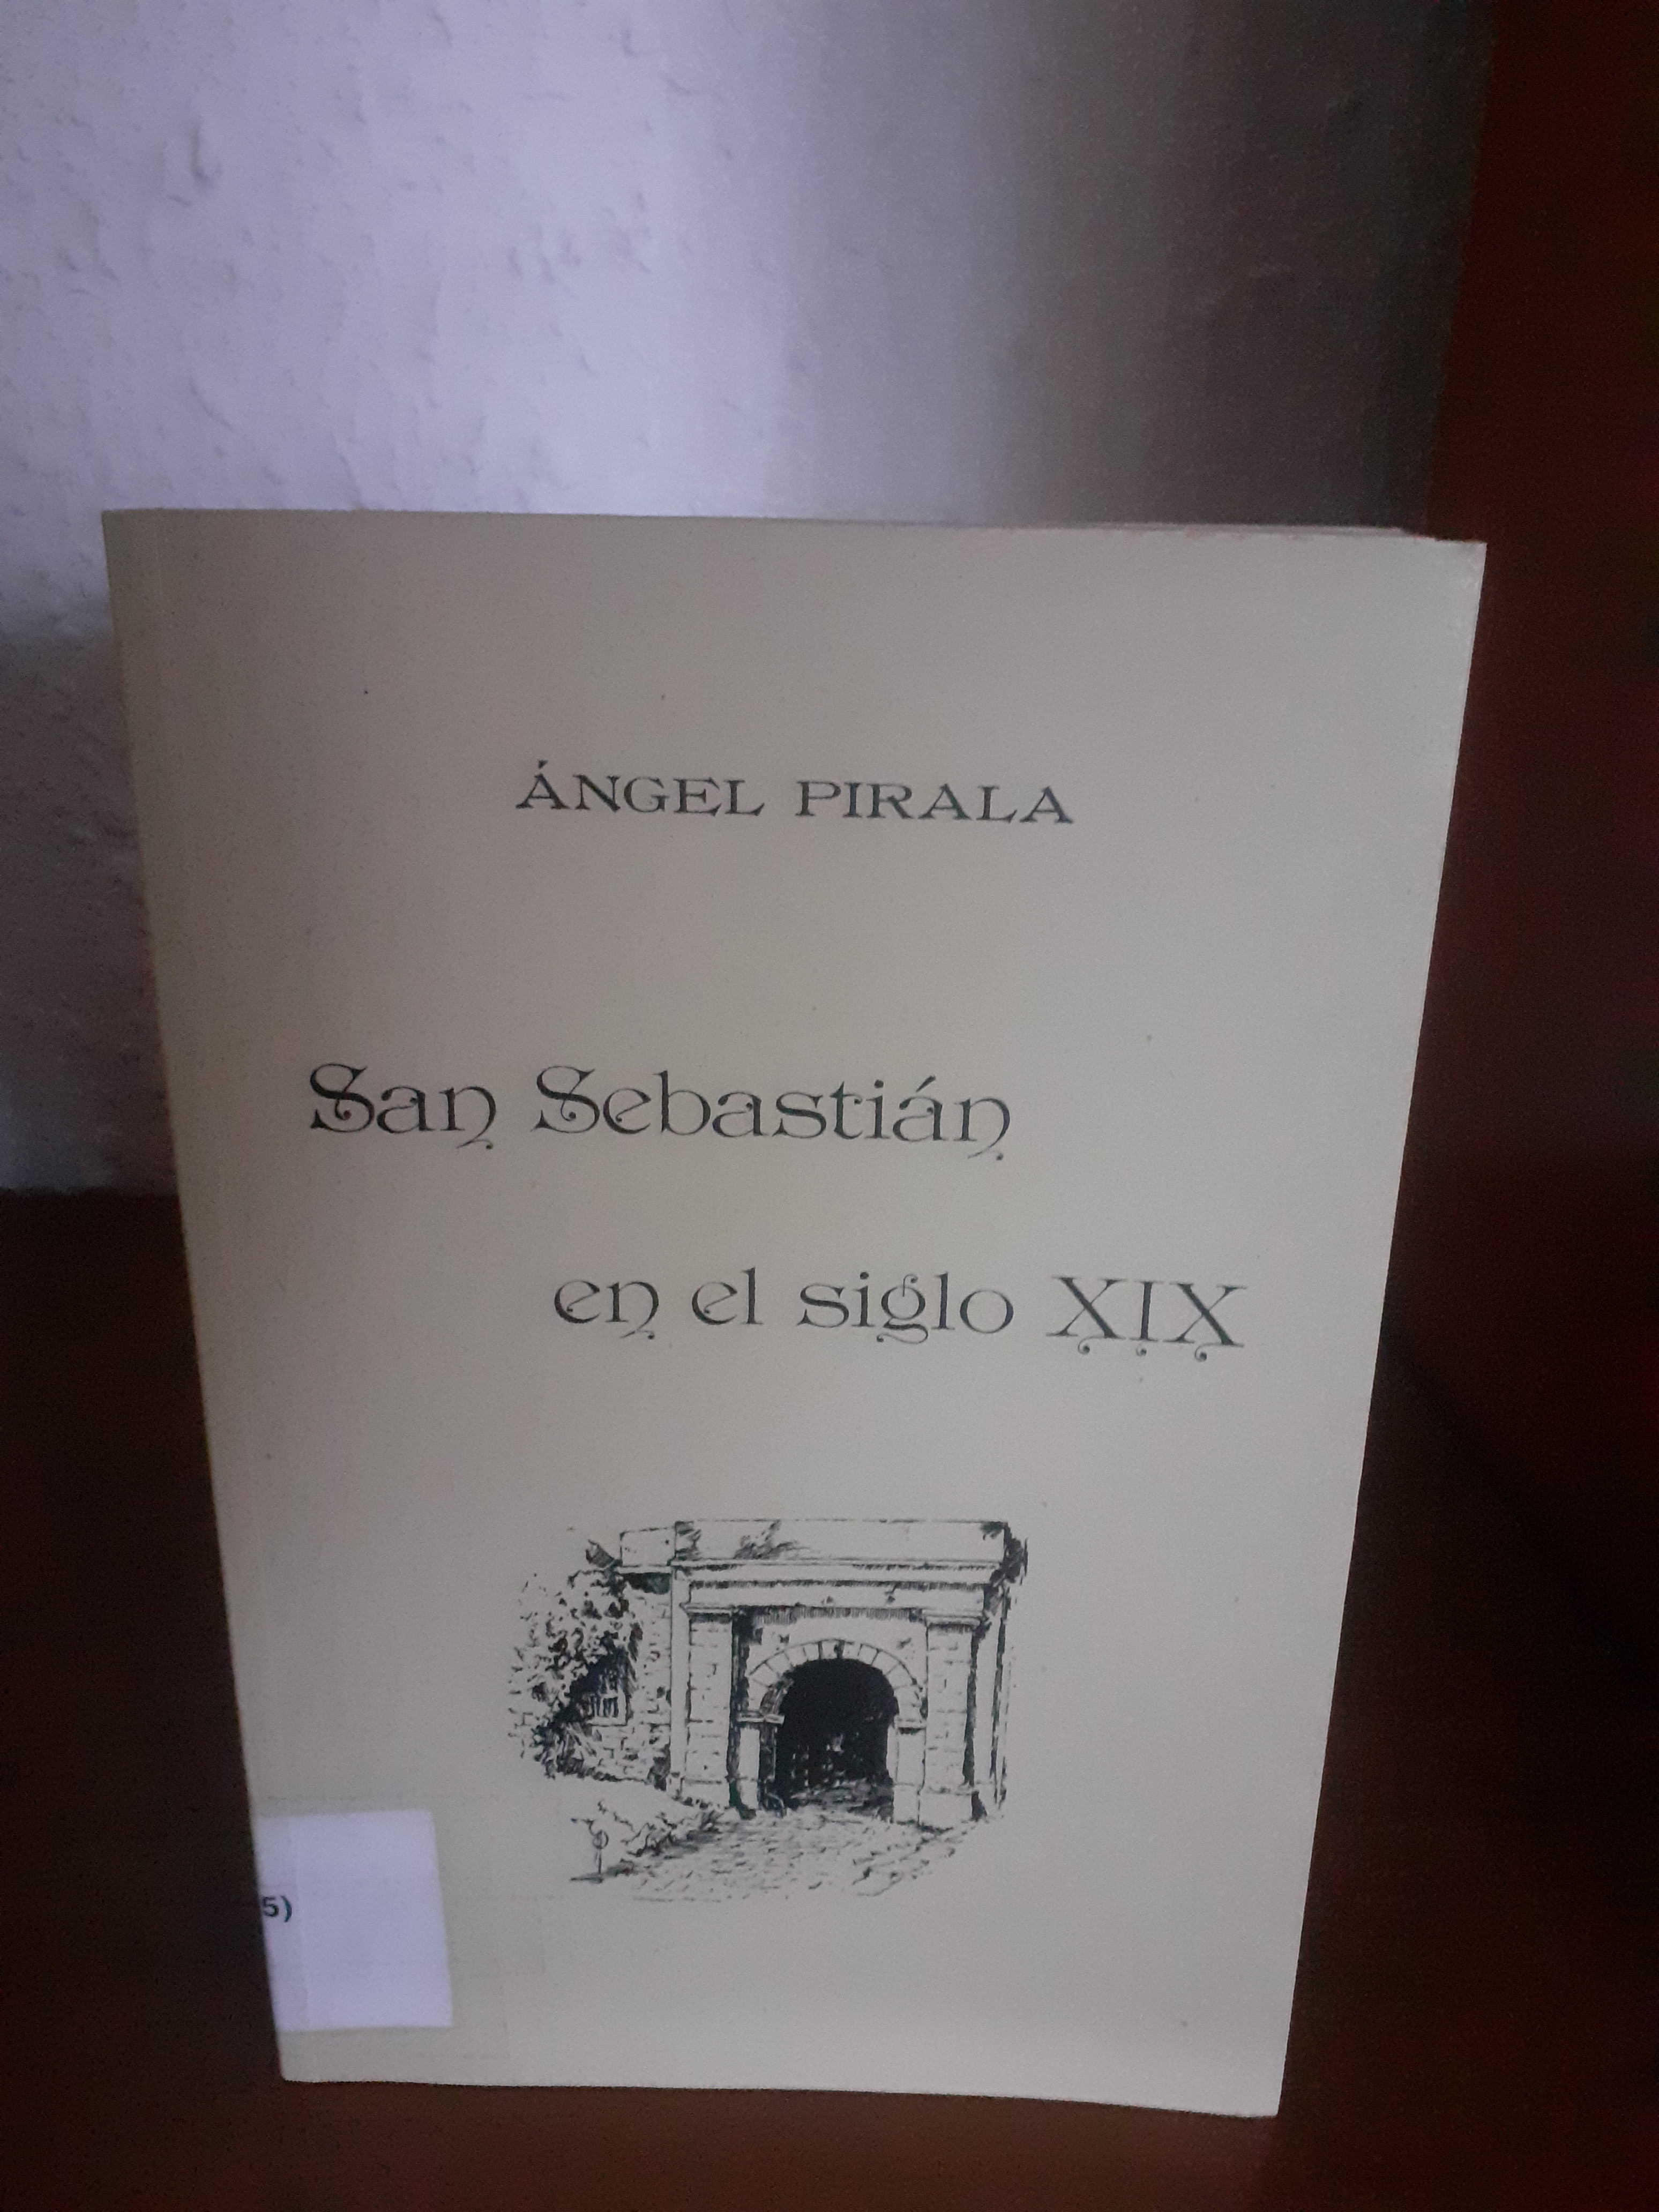 ÁNGEL PIRALA
San Sebastián
en el siglo XIX
5)